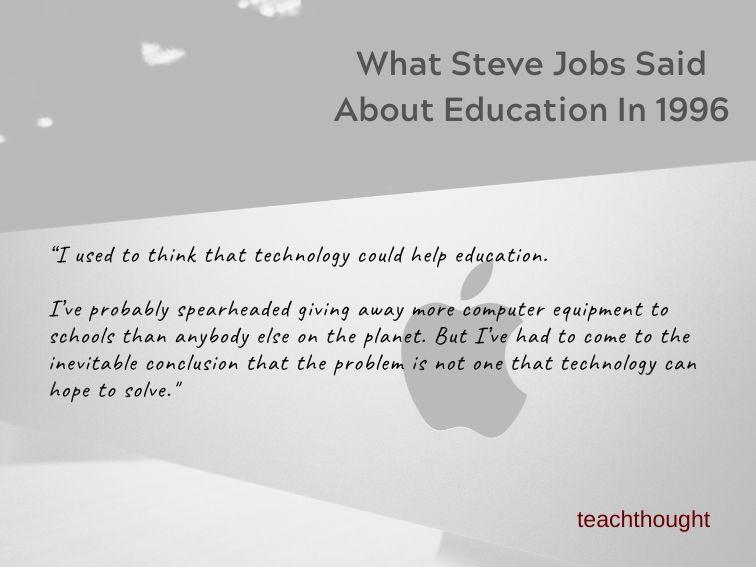 What Steve Jobs Said
About Education In 1996
“I used to think that technology could help education.
I’ve probably spearheaded giving away more computer equipment to
schools than anybody else on the planet. But I’ve had to come to the
inevitable conclusion that the problem is not one that technology can
hope to solve."
teachthought